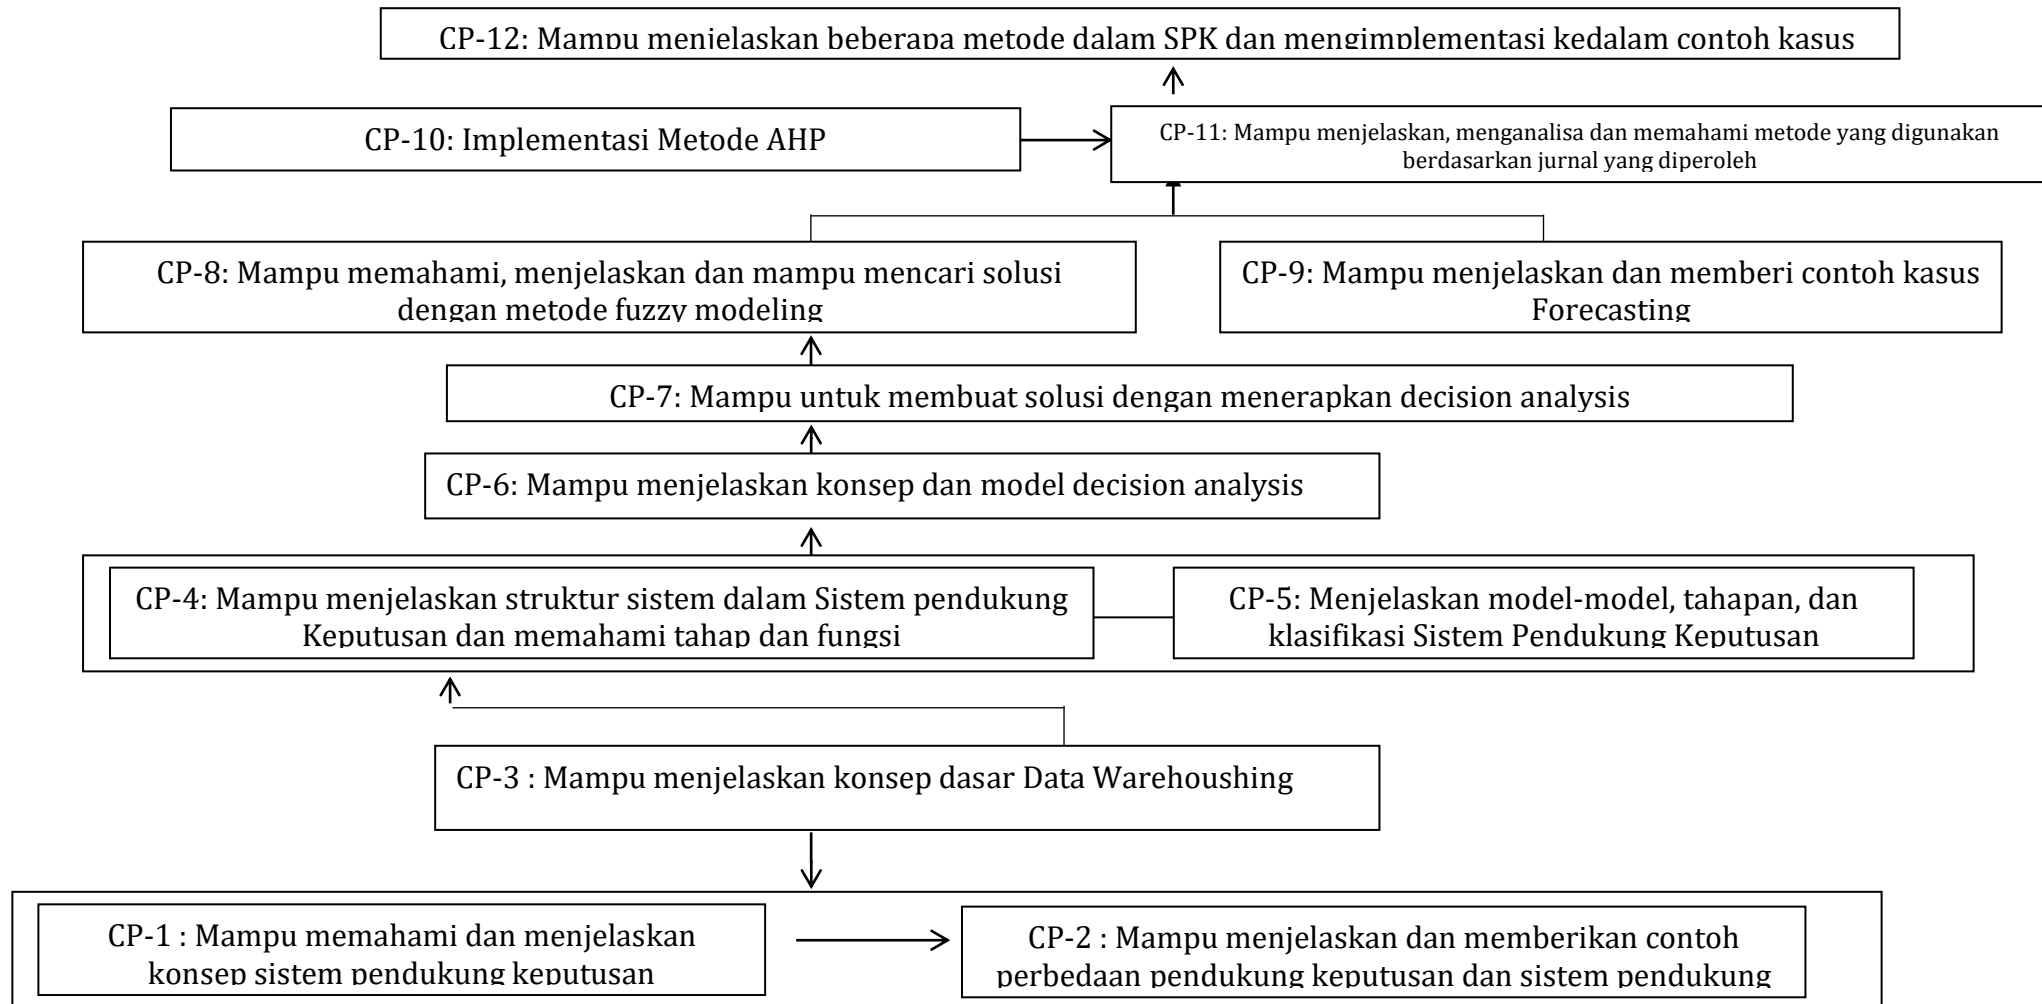 CP-12: Mampu menjelaskan beberapa metode dalam SPK dan mengimplementasi kedalam contoh kasus
CP-10: Implementasi Metode AHP
CP-11: Mampu menjelaskan, menganalisa dan memahami metode yang digunakan
berdasarkan jurnal yang diperoleh
CP-8: Mampu memahami, menjelaskan dan mampu mencari solusi
dengan metode fuzzy modeling
CP-9: Mampu menjelaskan dan memberi contoh kasus
Forecasting
CP-7: Mampu untuk membuat solusi dengan menerapkan decision analysis
CP-6: Mampu menjelaskan konsep dan model decision analysis
CP-4: Mampu menjelaskan struktur sistem dalam Sistem pendukung
Keputusan dan memahami tahap dan fungsi
CP-5: Menjelaskan model-model, tahapan, dan
klasifikasi Sistem Pendukung Keputusan
CP-3 : Mampu menjelaskan konsep dasar Data Warehoushing
CP-1 : Mampu memahami dan menjelaskan
konsep sistem pendukung keputusan
CP-2 : Mampu menjelaskan dan memberikan contoh
perbedaan pendukung keputusan dan sistem pendukung